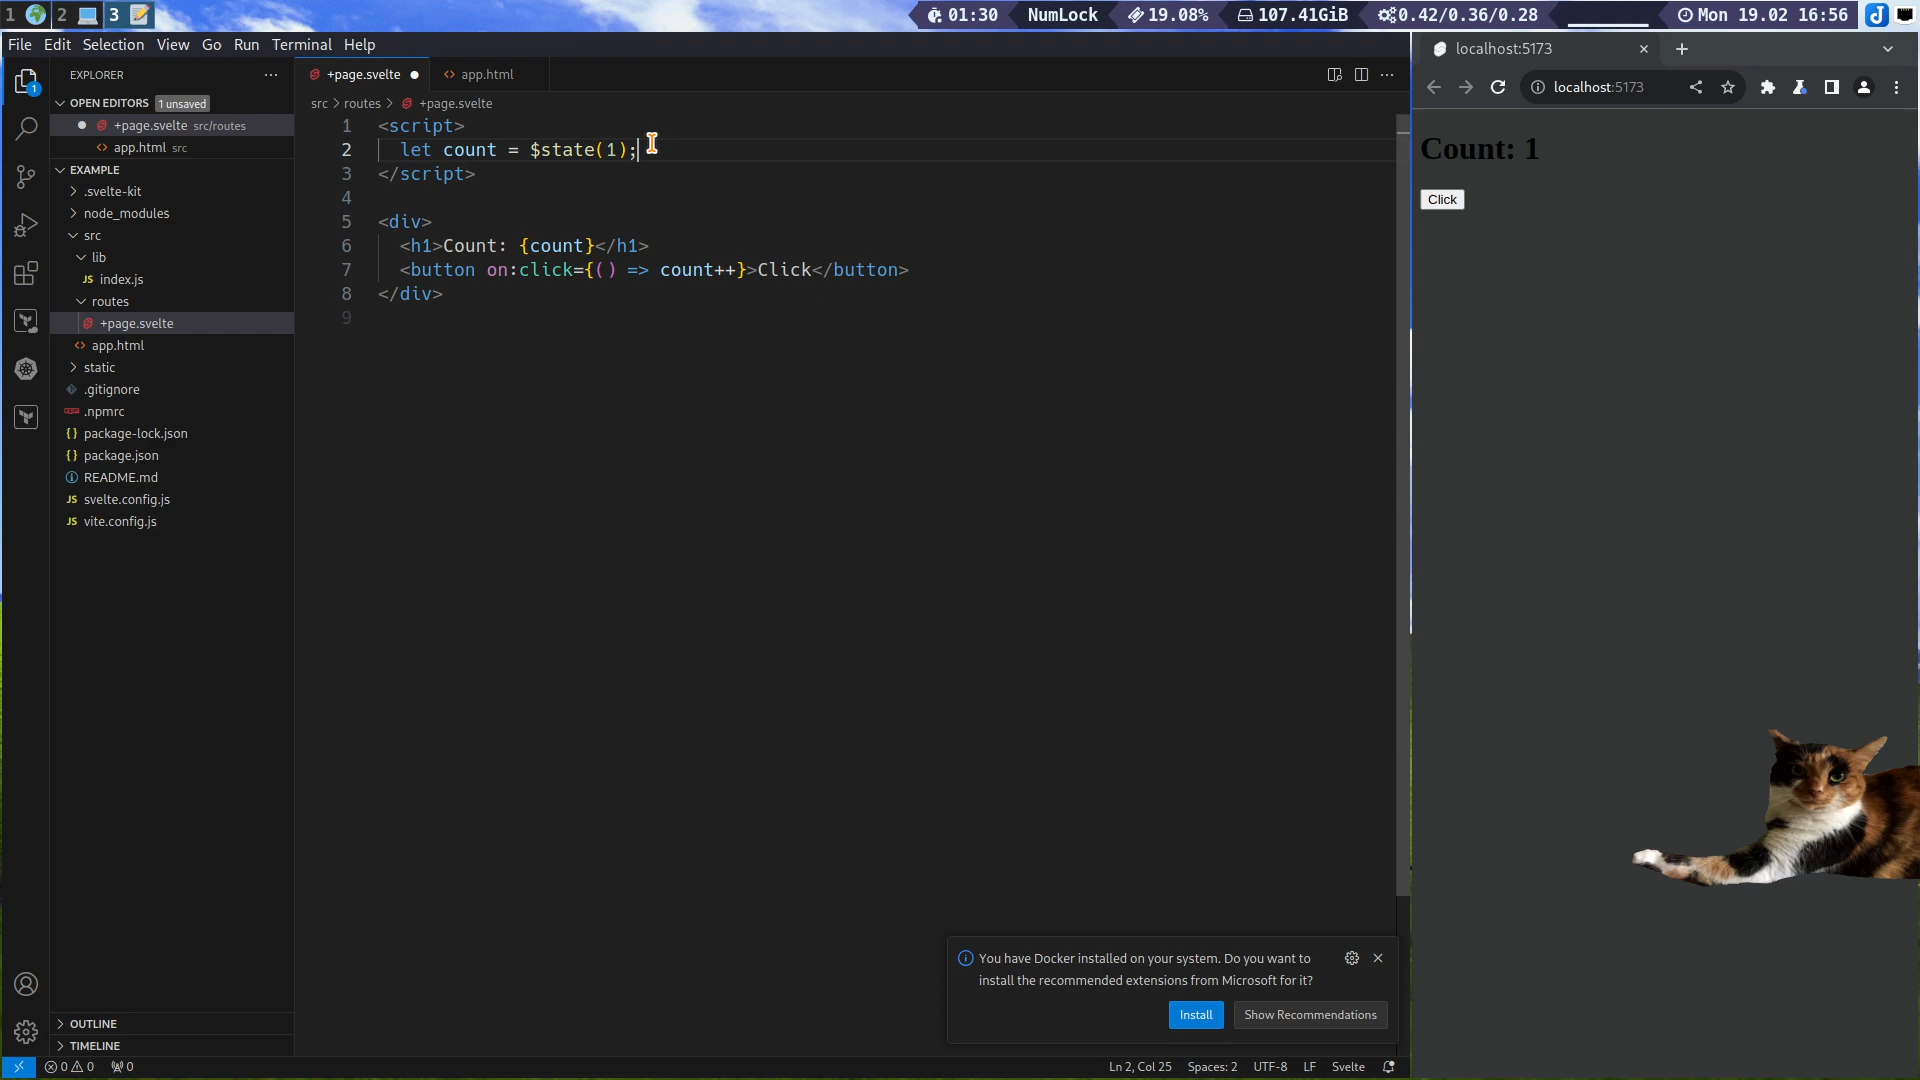 1 2 3 01:30 NumLock 19.08% 107.41GiB 0.42/0.36/0.28 Mon 19.02 16:56
File Edit Selection View Go Run Terminal Help
EXPLORER
OPEN EDITORS 1 unsaved
+page.svelte src/routes
app.html src
EXAMPLE
.svelte-kit
node_modules
src
lib
JS index.js
routes
+page.svelte
app.html
static
.gitignore
.npmrc
{} package-lock.json
{} package.json
README.md
JS svelte.config.js
JS vite.config.js
OUTLINE
TIMELINE
1
+page.svelte app.html
src > routes > +page.svelte
1 <script>
2 let count = $state(1);
3 </script>
4
5 <div>
6 <h1>Count: {count}</h1>
7 <button on:click={() => count++}>Click</button>
8 </div>
9
You have Docker installed on your system. Do you want to
install the recommended extensions from Microsoft for it?
Install Show Recommendations
0 0 0 Ln 2, Col 25 Spaces: 2 UTF-8 LF Svelte
localhost:5173
localhost:5173
Count: 1
Click